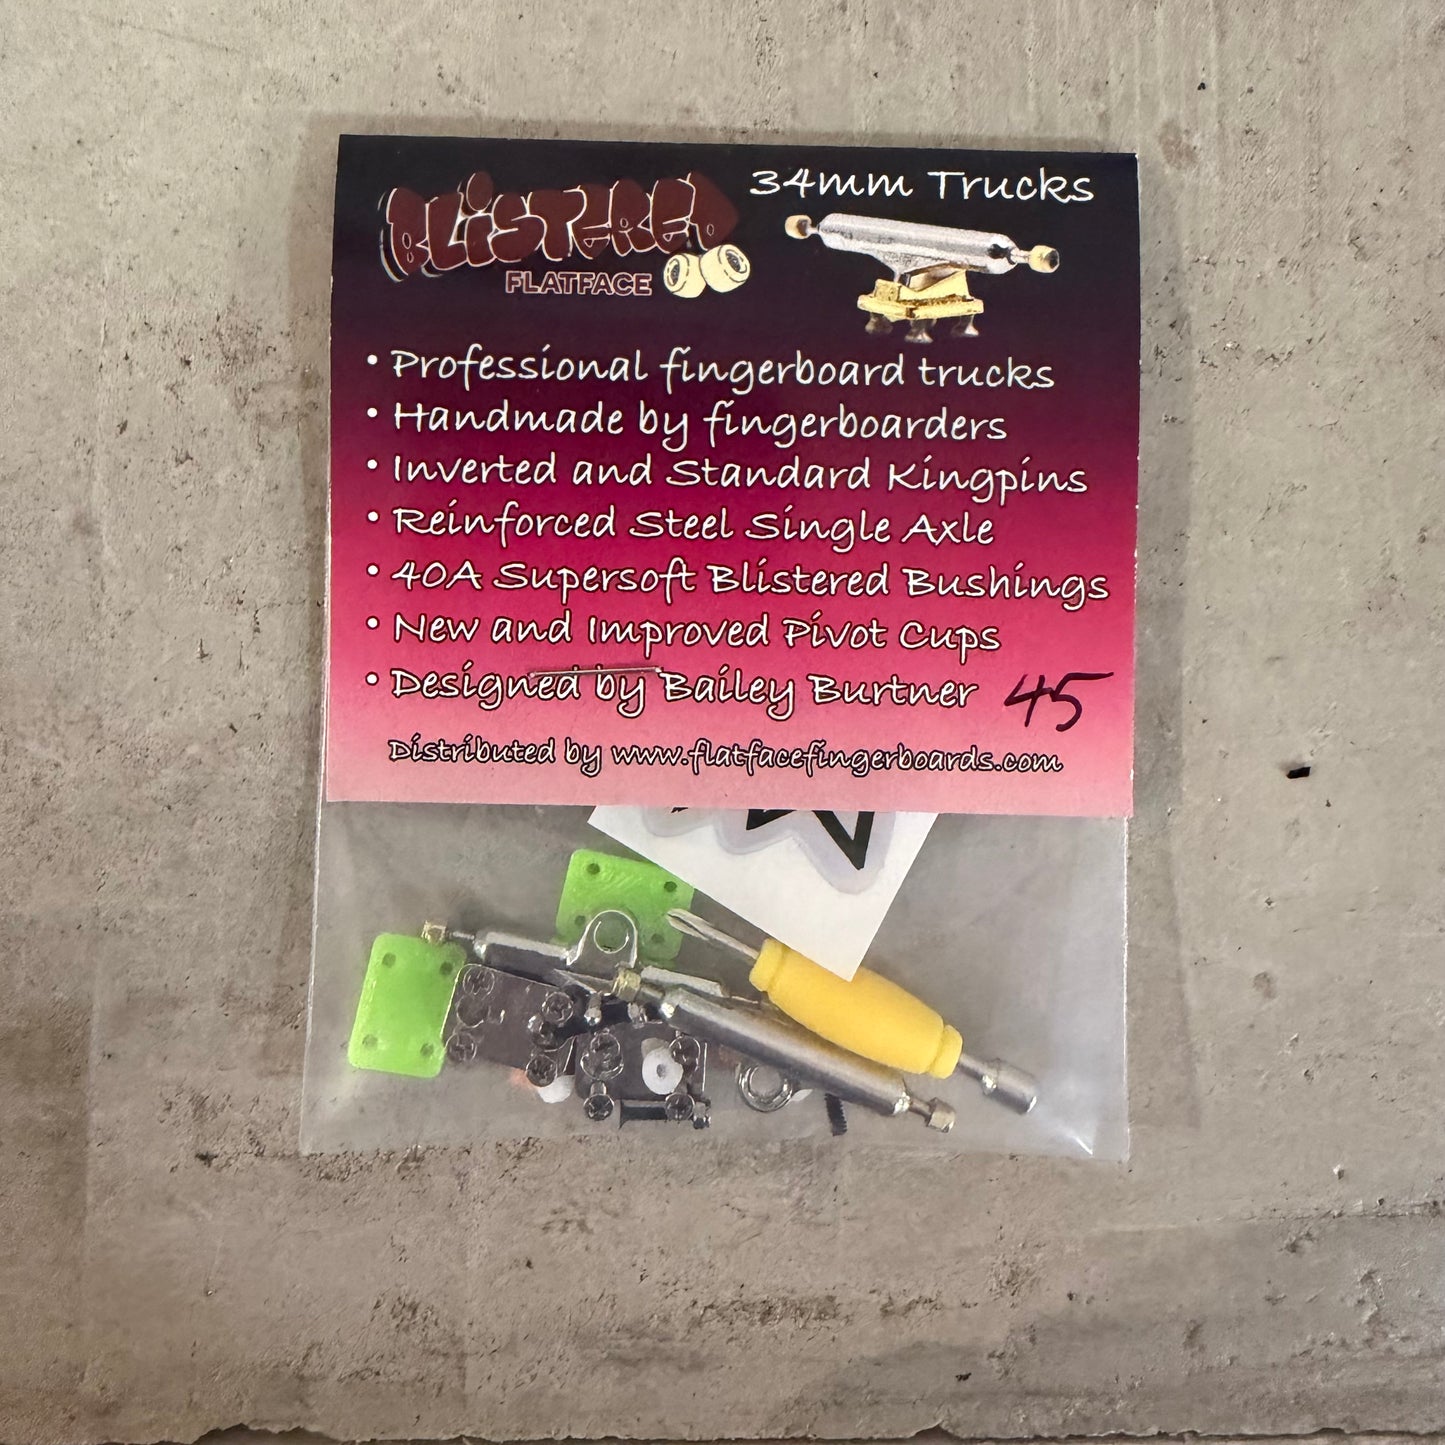 BLISTERED
34mm Trucks
FLATFACE
• Professional fingerboard trucks
• Handmade by fingerboarders
• Inverted and Standard Kingpins
• Reinforced Steel Single Axle
• 40A Supersoft Blistered Bushings
• New and Improved Pivot Cups
• Designed by Bailey Burtner
45
Distributed by www.flatfacefingerboards.com